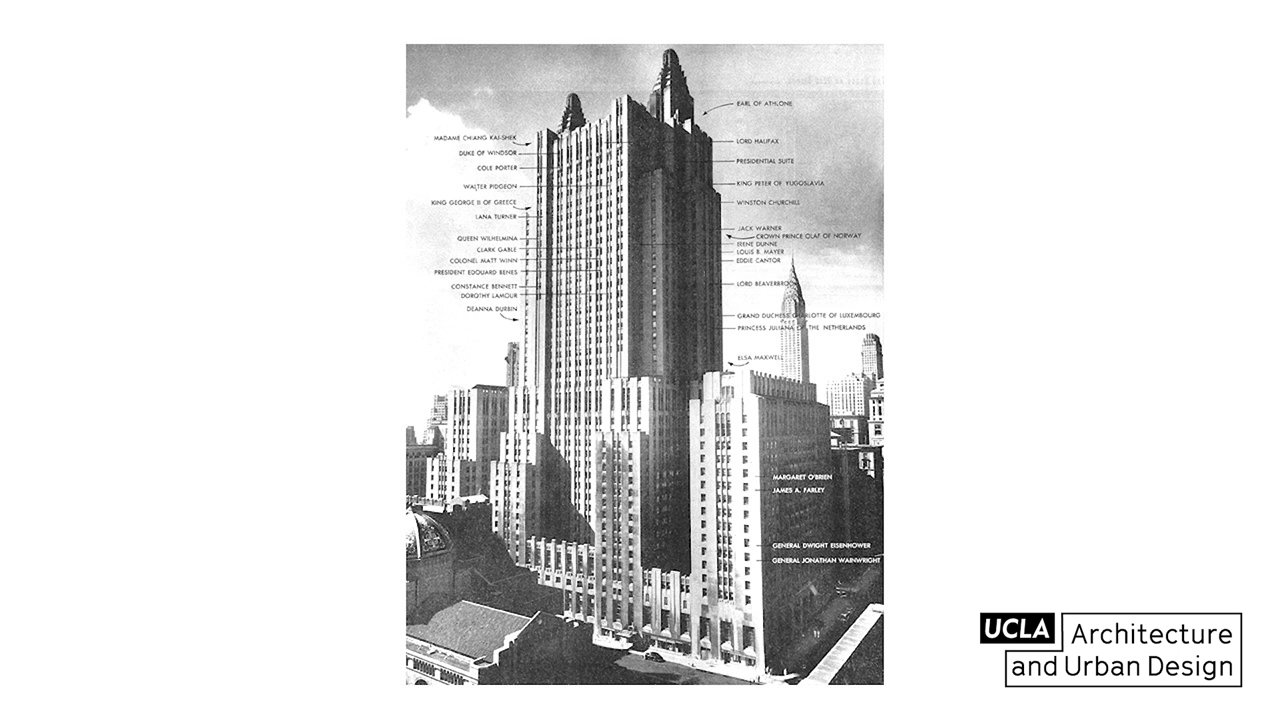 EARL OF ATHLONE
MADAME CHIANG KAI-SHEK
LORD HALIFAX
DUKE OF WINDSOR
PRESIDENTIAL SUITE
COLE PORTER
WALTER PIDGEON
KING PETER OF YUGOSLAVIA
KING GEORGE II OF GREECE
WINSTON CHURCHILL
LANA TURNER
JACK WARNER
CROWN PRINCE OLAF OF NORWAY
QUEEN WILHELMINA
IRENE DUNNE
CLARK GABLE
LOUIS B. MAYER
COLONEL MATT WINN
EDDIE CANTOR
PRESIDENT EDOUARD BENES
CONSTANCE BENNETT
LORD BEAVERBROOK
DOROTHY LAMOUR
DEANNA DURBIN
GRAND DUCHESS CHARLOTTE OF LUXEMBOURG
PRINCESS JULIANA OF THE NETHERLANDS
ELSA MAXWELL
MARGARET O'BRIEN
JAMES A. FARLEY
GENERAL DWIGHT EISENHOWER
GENERAL JONATHAN WAINWRIGHT
UCLA Architecture
and Urban Design